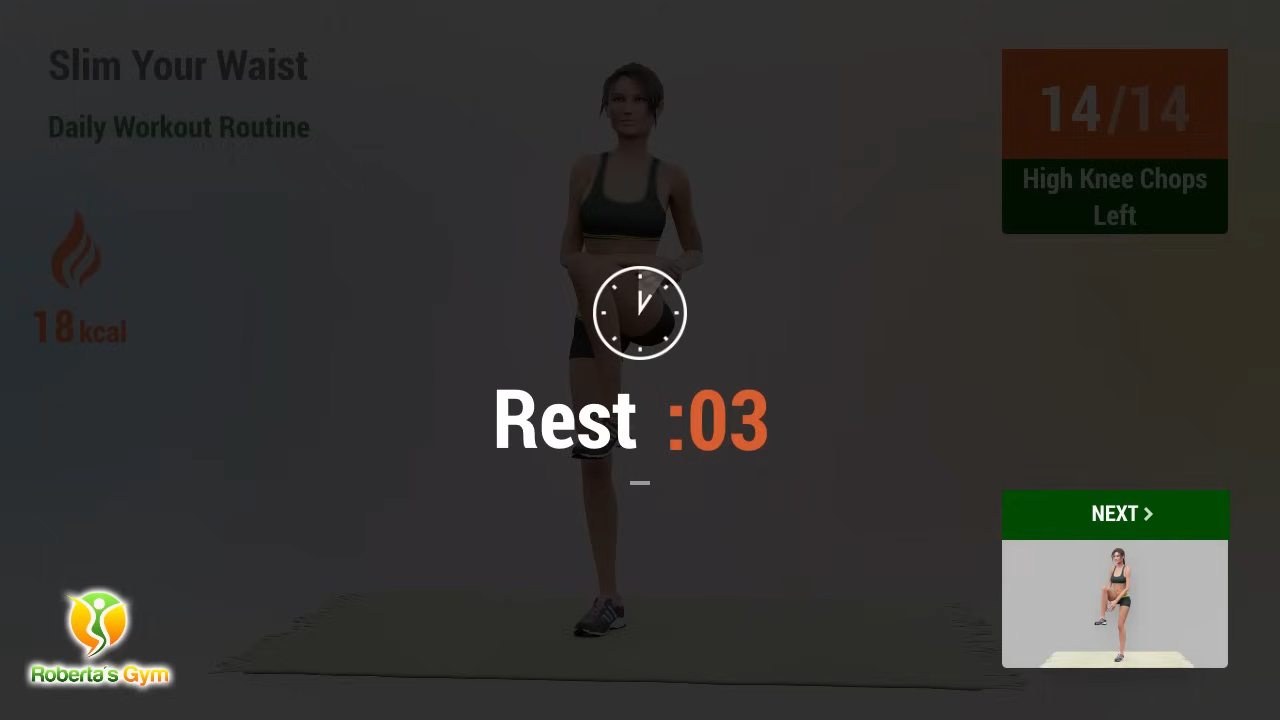 Slim Your Waist
Daily Workout Routine
14/14
High Knee Chops
Left
18 kcal
Rest :03
NEXT >
Roberta's Gym